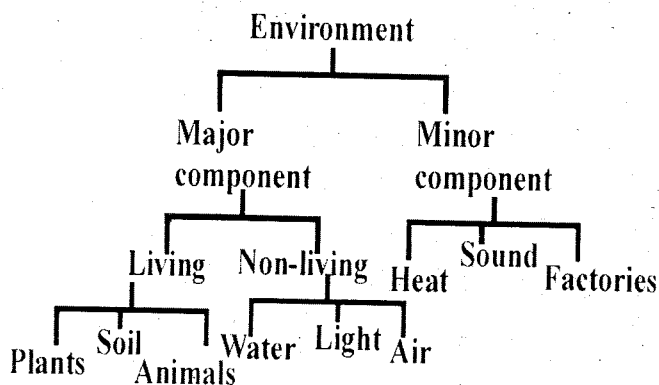 Environment
Major
component
Minor
component
Living
Non-living
Heat
Sound
Factories
Plants
Soil
Animals
Water
Light
Air